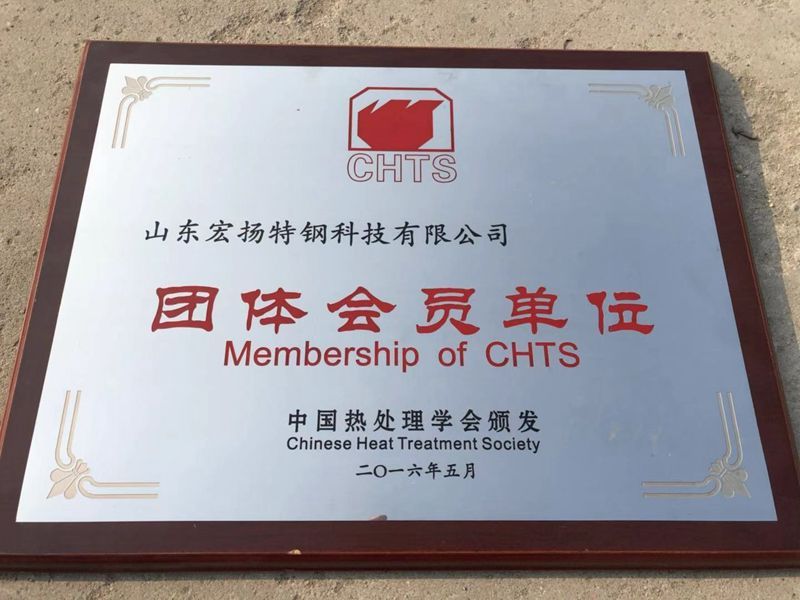 CHTS
山东宏扬特钢科技有限公司
团体会员单位
Membership of CHTS
中国热处理学会颁发
Chinese Heat Treatment Society
二〇一六年五月